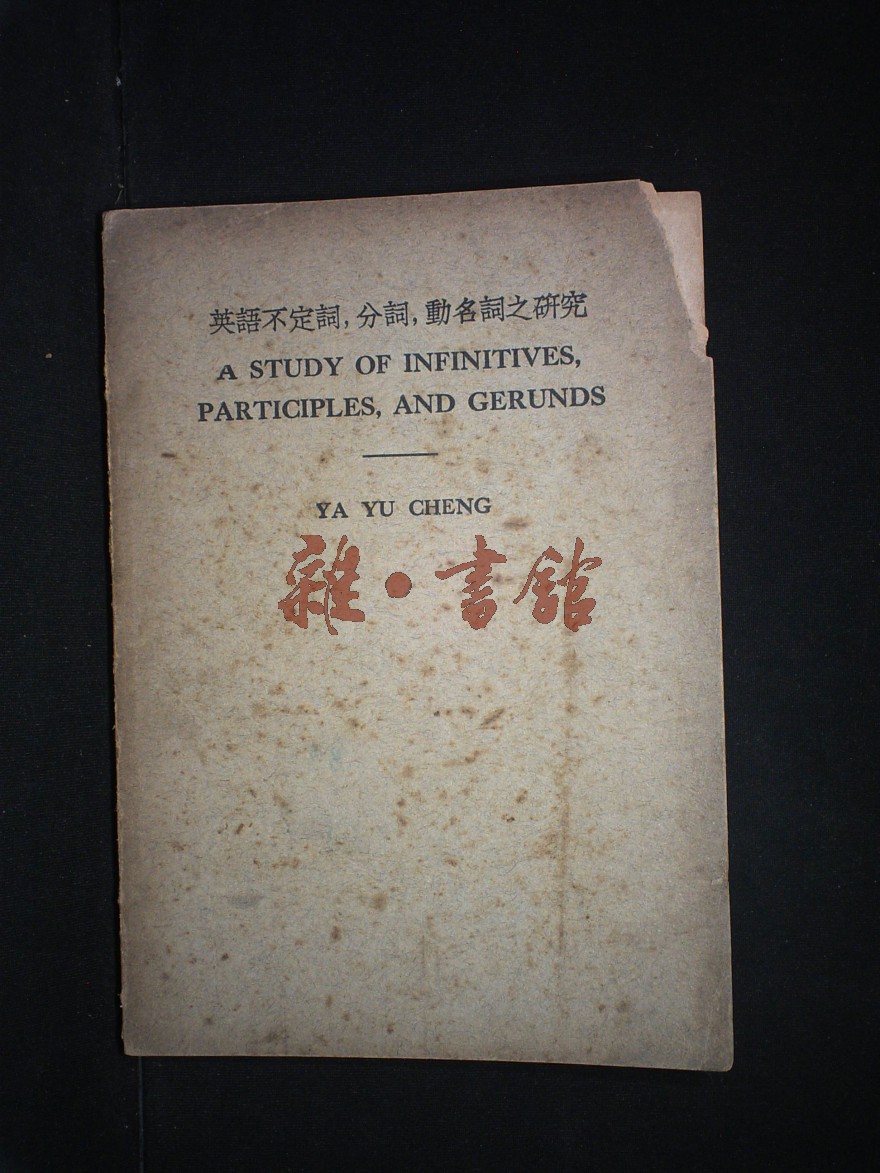 英語不定詞,分詞,動名詞之研究
A STUDY OF INFINITIVES,
PARTICIPLES, AND GERUNDS
YA YU CHENG
雜·書館